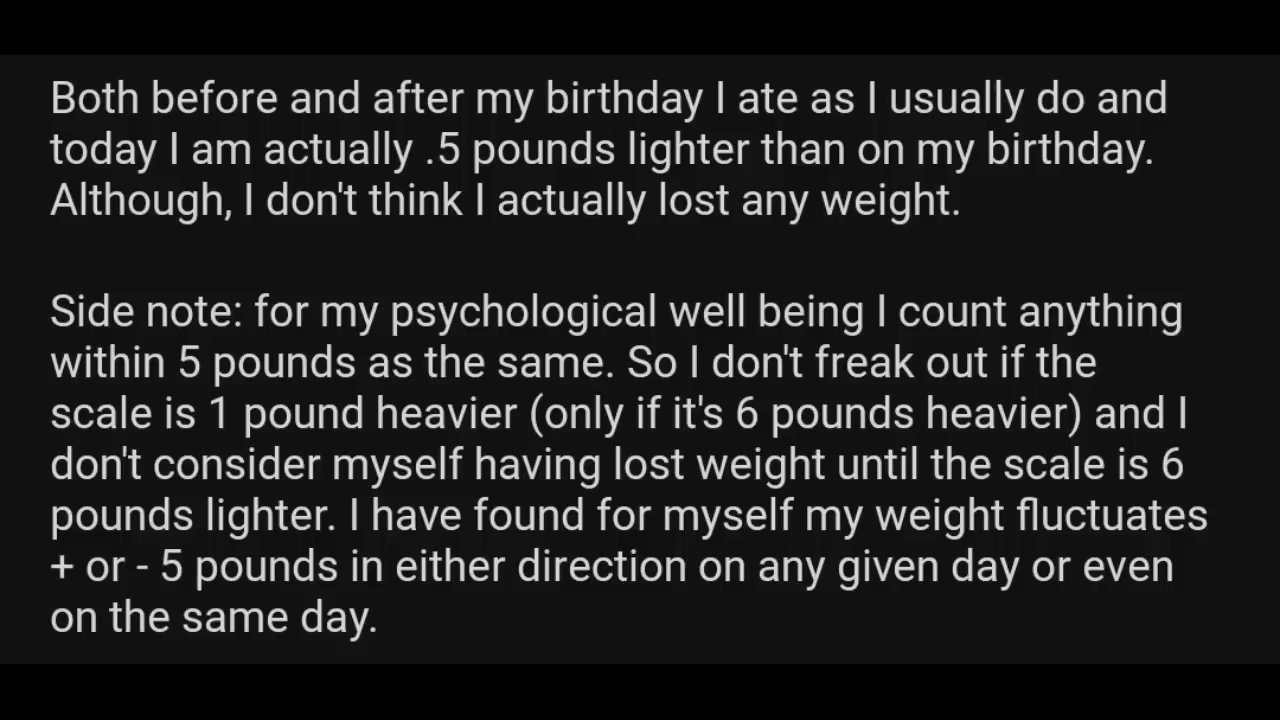 Both before and after my birthday I ate as I usually do and
today I am actually .5 pounds lighter than on my birthday.
Although, I don't think I actually lost any weight.
Side note: for my psychological well being I count anything
within 5 pounds as the same. So I don't freak out if the
scale is 1 pound heavier (only if it's 6 pounds heavier) and I
don't consider myself having lost weight until the scale is 6
pounds lighter. I have found for myself my weight fluctuates
+ or - 5 pounds in either direction on any given day or even
on the same day.